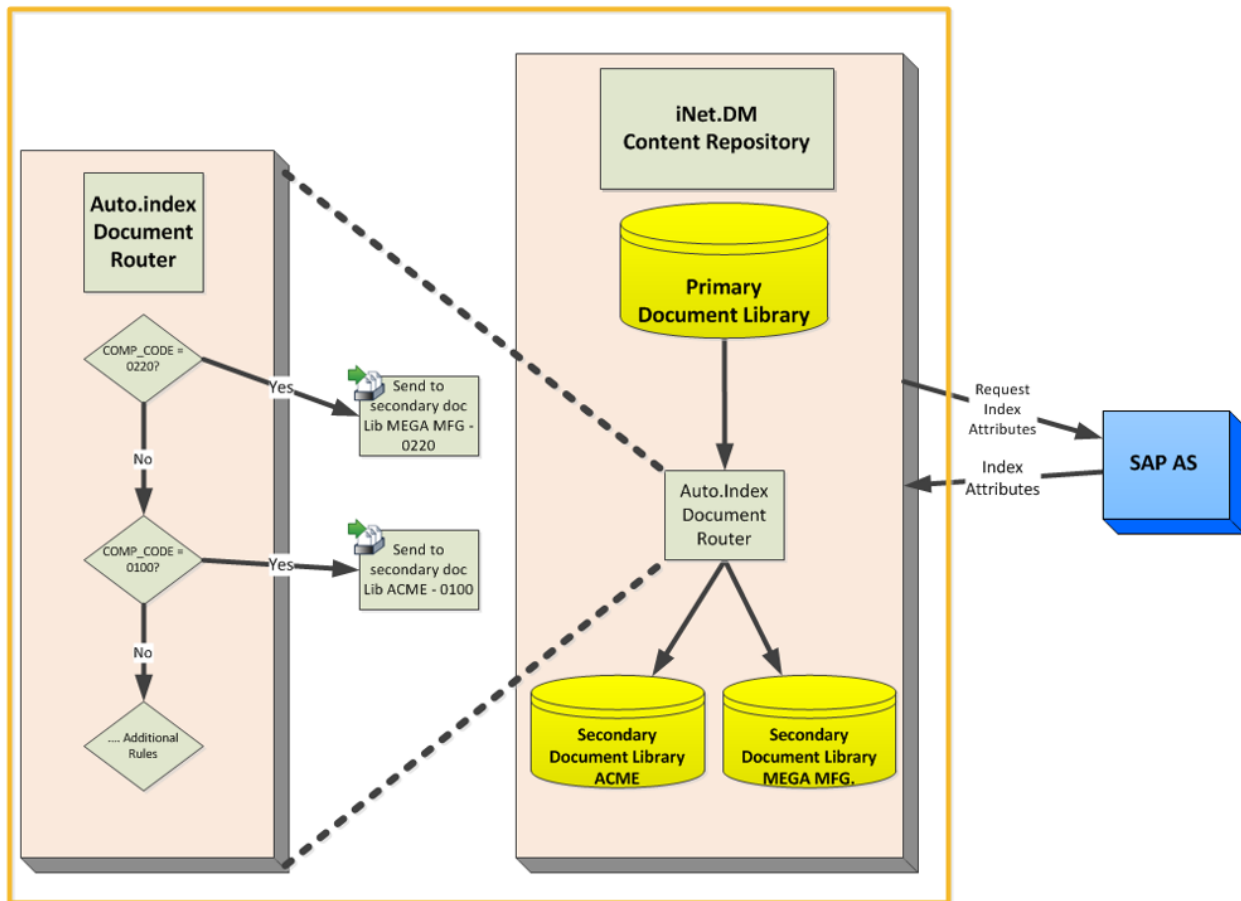 Auto.index
Document
Router
COMP_CODE =
0220?
Yes
Send to
secondary doc
Lib MEGA MFG -
0220
No
COMP_CODE =
0100?
Yes
Send to
secondary doc
Lib ACME - 0100
No
.... Additional
Rules
iNet.DM
Content Repository
Primary
Document Library
Auto.Index
Document
Router
Secondary
Document Library
ACME
Secondary
Document Library
MEGA MFG.
Request
Index
Attributes
Index
Attributes
SAP AS